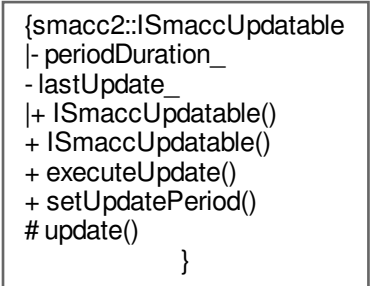 {smacc2::ISmaccUpdatable
|- periodDuration_
- lastUpdate_
|+ ISmaccUpdatable()
+ ISmaccUpdatable()
+ executeUpdate()
+ setUpdatePeriod()
# update()
}